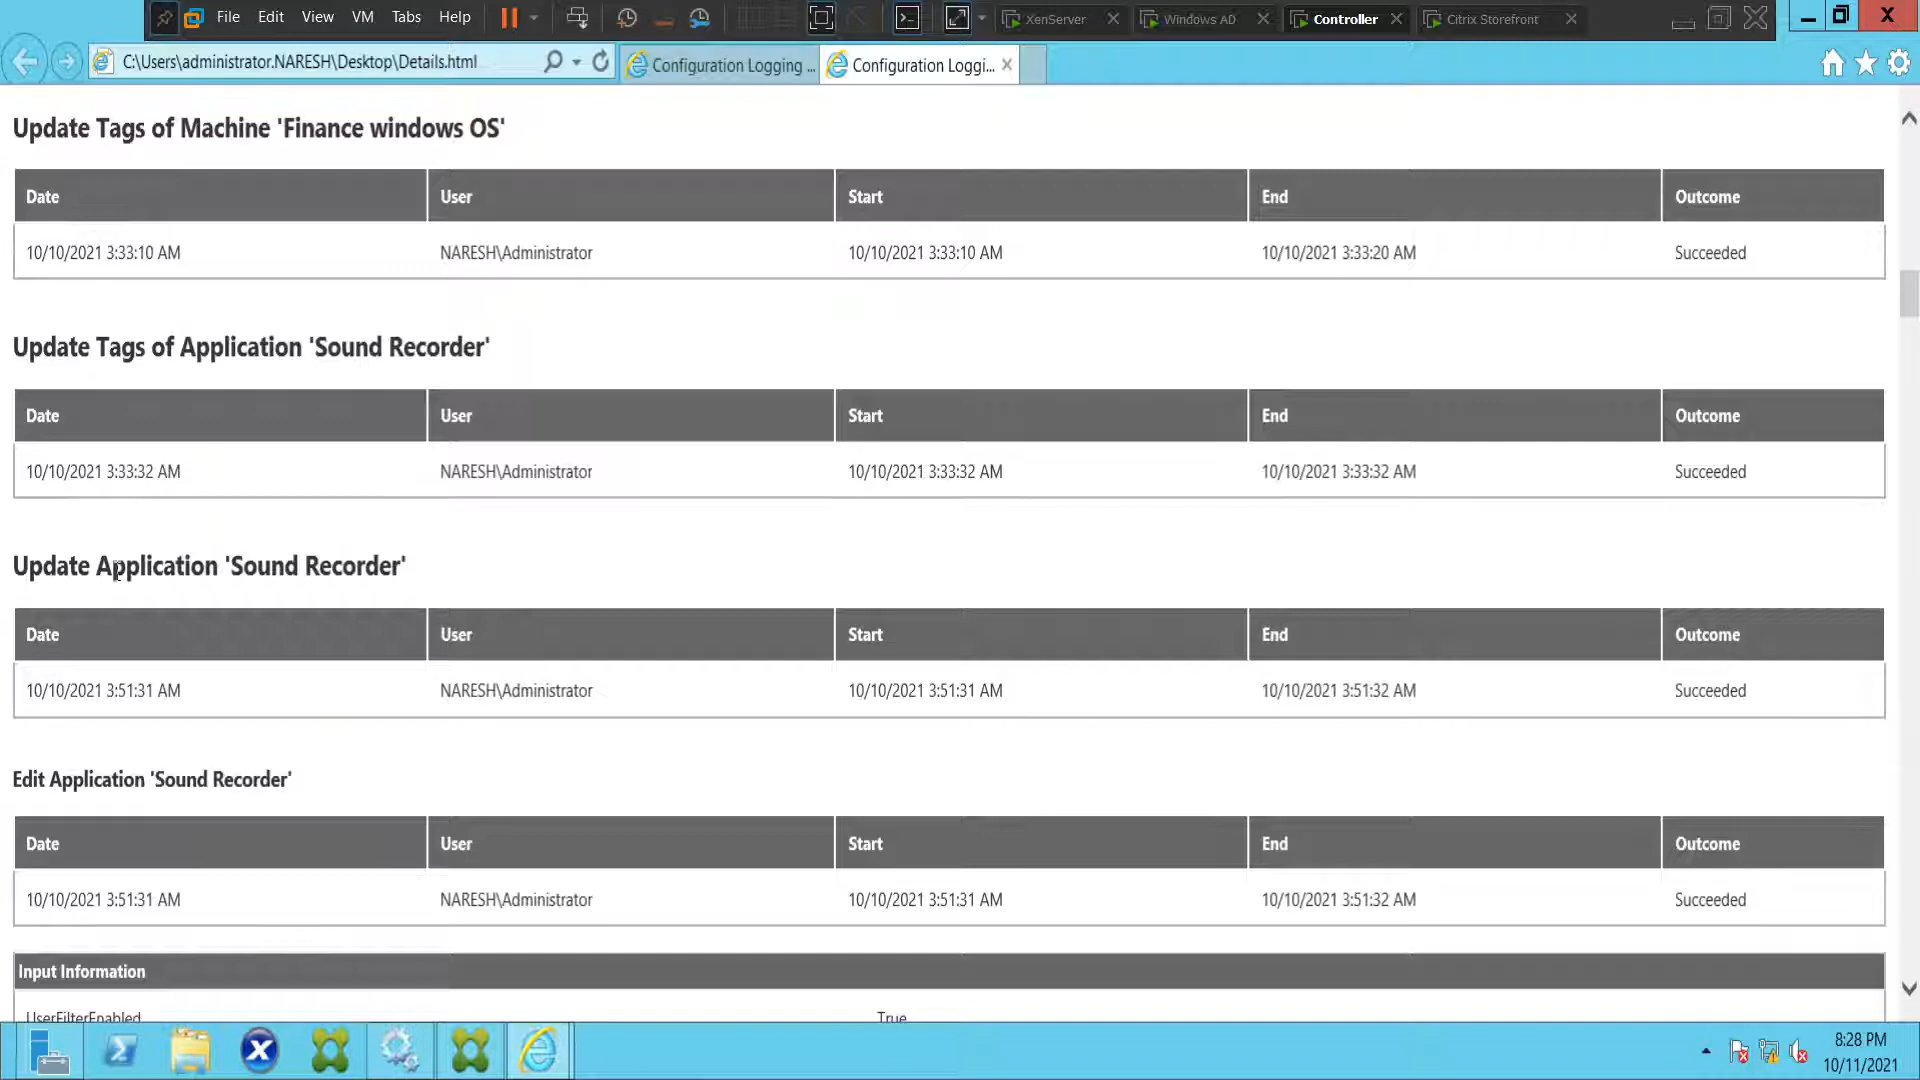 File Edit View VM Tabs Help XenServer Windows AD Controller Citrix Storefront
C:\Users\administrator.NARESH\Desktop\Details.html Configuration Logging ... Configuration Loggi...
Update Tags of Machine 'Finance windows OS'
Date User Start End Outcome
10/10/2021 3:33:10 AM NARESH\Administrator 10/10/2021 3:33:10 AM 10/10/2021 3:33:20 AM Succeeded
Update Tags of Application 'Sound Recorder'
Date User Start End Outcome
10/10/2021 3:33:32 AM NARESH\Administrator 10/10/2021 3:33:32 AM 10/10/2021 3:33:32 AM Succeeded
Update Application 'Sound Recorder'
Date User Start End Outcome
10/10/2021 3:51:31 AM NARESH\Administrator 10/10/2021 3:51:31 AM 10/10/2021 3:51:32 AM Succeeded
Edit Application 'Sound Recorder'
Date User Start End Outcome
10/10/2021 3:51:31 AM NARESH\Administrator 10/10/2021 3:51:31 AM 10/10/2021 3:51:32 AM Succeeded
Input Information
UserFilterEnabled True
8:28 PM
10/11/2021